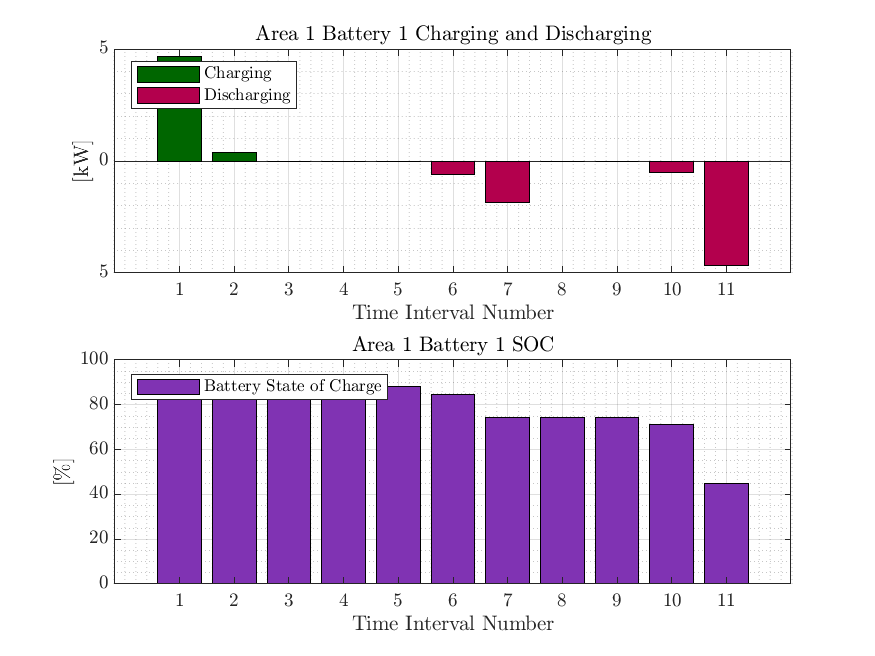 Area 1 Battery 1 Charging and Discharging
5
Charging
Discharging
[kW]
0
5
1 2 3 4 5 6 7 8 9 10 11
Time Interval Number
Area 1 Battery 1 SOC
100
Battery State of Charge
80
60
[%]
40
20
0
1 2 3 4 5 6 7 8 9 10 11
Time Interval Number